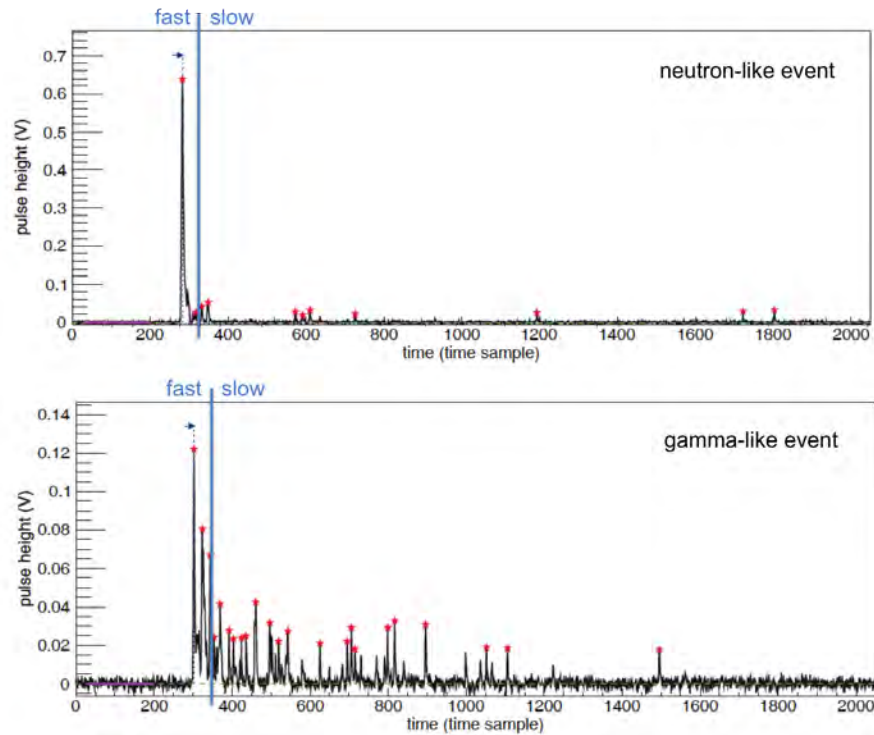 fast slow
neutron-like event
pulse height (V)
0.7
0.6
0.5
0.4
0.3
0.2
0.1
0
0 200 400 600 800 1000 1200 1400 1600 1800 2000
time (time sample)
fast slow
gamma-like event
pulse height (V)
0.14
0.12
0.1
0.08
0.06
0.04
0.02
0
0 200 400 600 800 1000 1200 1400 1600 1800 2000
time (time sample)